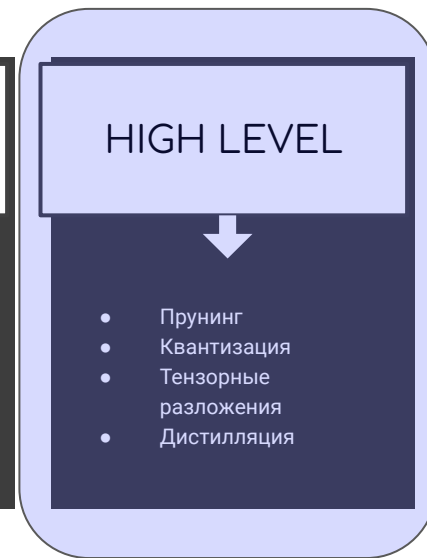 HIGH LEVEL
● Прунинг
● Квантизация
● Тензорные
разложения
● Дистилляция